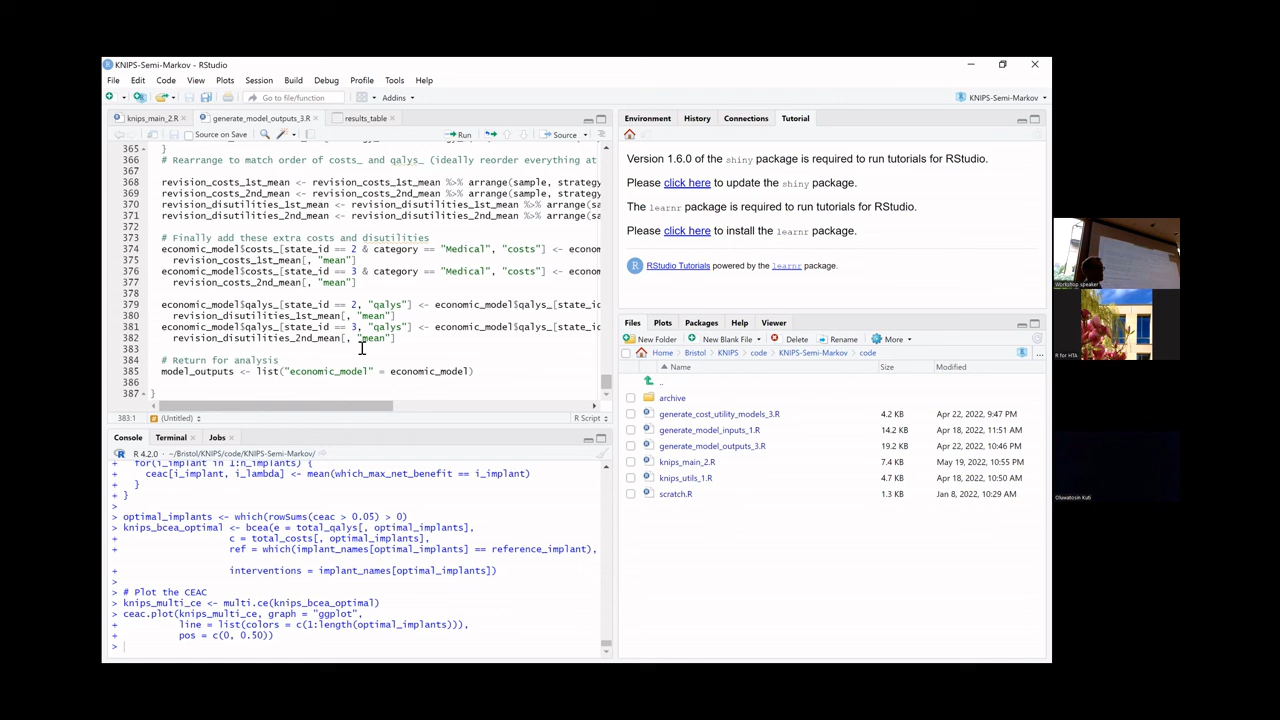 KNIPS-Semi-Markov - RStudio
File Edit Code View Plots Session Build Debug Profile Tools Help
Go to file/function Addins KNIPS-Semi-Markov
knips_main_2.R generate_model_outputs_3.R results_table
Source on Save Run Source
365 }
366 # Rearrange to match order of costs_ and qalys_ (ideally reorder everything at
367
368 revision_costs_1st_mean <- revision_costs_1st_mean %>% arrange(sample, strategy
369 revision_costs_2nd_mean <- revision_costs_2nd_mean %>% arrange(sample, strategy
370 revision_disutilities_1st_mean <- revision_disutilities_1st_mean %>% arrange(sam
371 revision_disutilities_2nd_mean <- revision_disutilities_2nd_mean %>% arrange(sam
372
373 # Finally add these extra costs and disutilities
374 economic_model$costs_[state_id == 2 & category == "Medical", "costs"] <- econom
375 revision_costs_1st_mean[, "mean"]
376 economic_model$costs_[state_id == 3 & category == "Medical", "costs"] <- econom
377 revision_costs_2nd_mean[, "mean"]
378
379 economic_model$qalys_[state_id == 2, "qalys"] <- economic_model$qalys_[state_id
380 revision_disutilities_1st_mean[, "mean"]
381 economic_model$qalys_[state_id == 3, "qalys"] <- economic_model$qalys_[state_id
382 revision_disutilities_2nd_mean[, "mean"]
383
384 # Return for analysis
385 model_outputs <- list("economic_model" = economic_model)
386
387 }
383:1 (Untitled) R Script
Console Terminal Jobs
R 4.2.0 · ~/Bristol/KNIPS/code/KNIPS-Semi-Markov/
+ for(i_implant in 1:n_implants) {
+ ceac[i_implant, i_lambda] <- mean(which_max_net_benefit == i_implant)
+ }
+ }
>
> optimal_implants <- which(rowSums(ceac > 0.05) > 0)
> knips_bcea_optimal <- bcea(e = total_qalys[, optimal_implants],
+ c = total_costs[, optimal_implants],
+ ref = which(implant_names[optimal_implants] == reference_implant),
+
+ interventions = implant_names[optimal_implants])
>
> # Plot the CEAC
> knips_multi_ce <- multi.ce(knips_bcea_optimal)
> ceac.plot(knips_multi_ce, graph = "ggplot",
+ line = list(colors = c(1:length(optimal_implants))),
+ pos = c(0, 0.50))
>
Environment History Connections Tutorial
Version 1.6.0 of the shiny package is required to run tutorials for RStudio.
Please click here to update the shiny package.
The learnr package is required to run tutorials for RStudio.
Please click here to install the learnr package.
RStudio Tutorials powered by the learnr package.
Files Plots Packages Help Viewer
New Folder New Blank File Delete Rename More
Home Bristol KNIPS code KNIPS-Semi-Markov code
Name Size Modified
..
archive
generate_cost_utility_models_3.R 4.2 KB Apr 22, 2022, 9:47 PM
generate_model_inputs_1.R 14.2 KB Apr 18, 2022, 11:51 AM
generate_model_outputs_3.R 19.2 KB Apr 22, 2022, 10:46 PM
knips_main_2.R 7.4 KB May 19, 2022, 10:55 PM
knips_utils_1.R 4.7 KB Apr 18, 2022, 10:50 AM
scratch.R 1.3 KB Jan 8, 2022, 10:29 AM
Workshop speaker
R for HTA
Oluwatosin Kuti